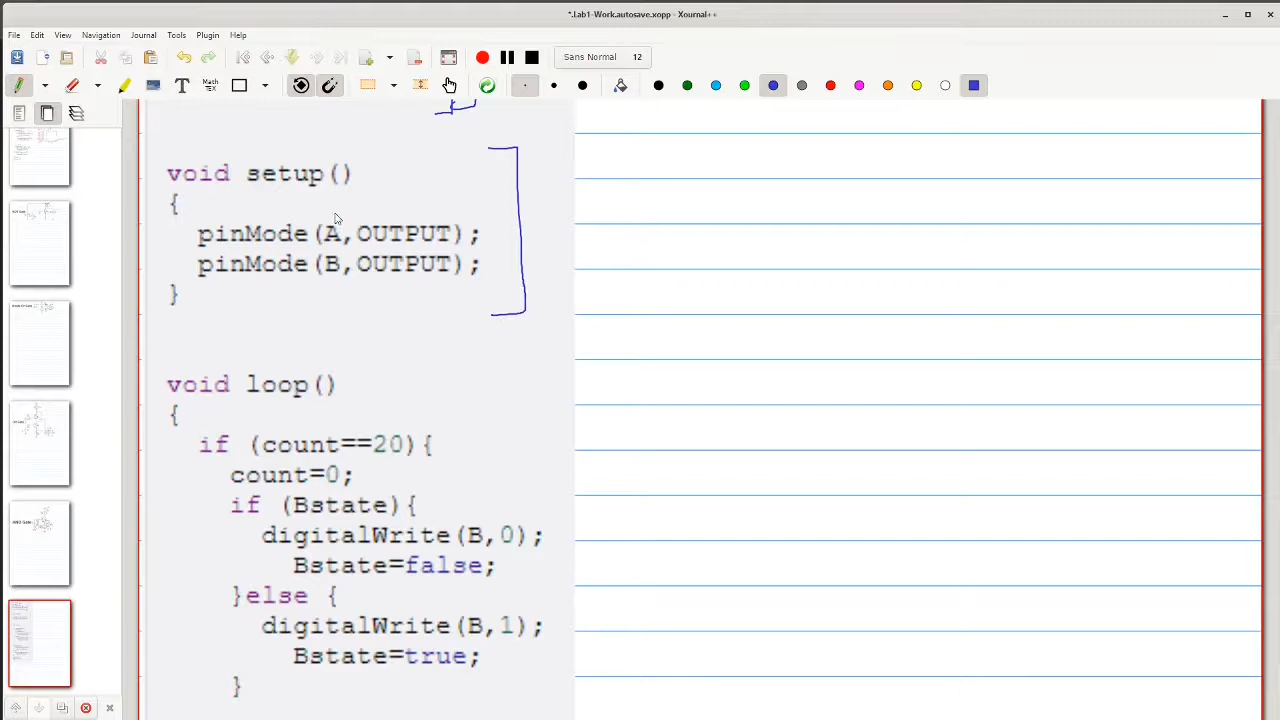 *.Lab1-Work.autosave.xopp - Xournal++
File Edit View Navigation Journal Tools Plugin Help
Sans Normal 12
void setup()
{
pinMode(A,OUTPUT);
pinMode(B,OUTPUT);
}
void loop()
{
if (count==20){
count=0;
if (Bstate){
digitalWrite(B,0);
Bstate=false;
}else {
digitalWrite(B,1);
Bstate=true;
}